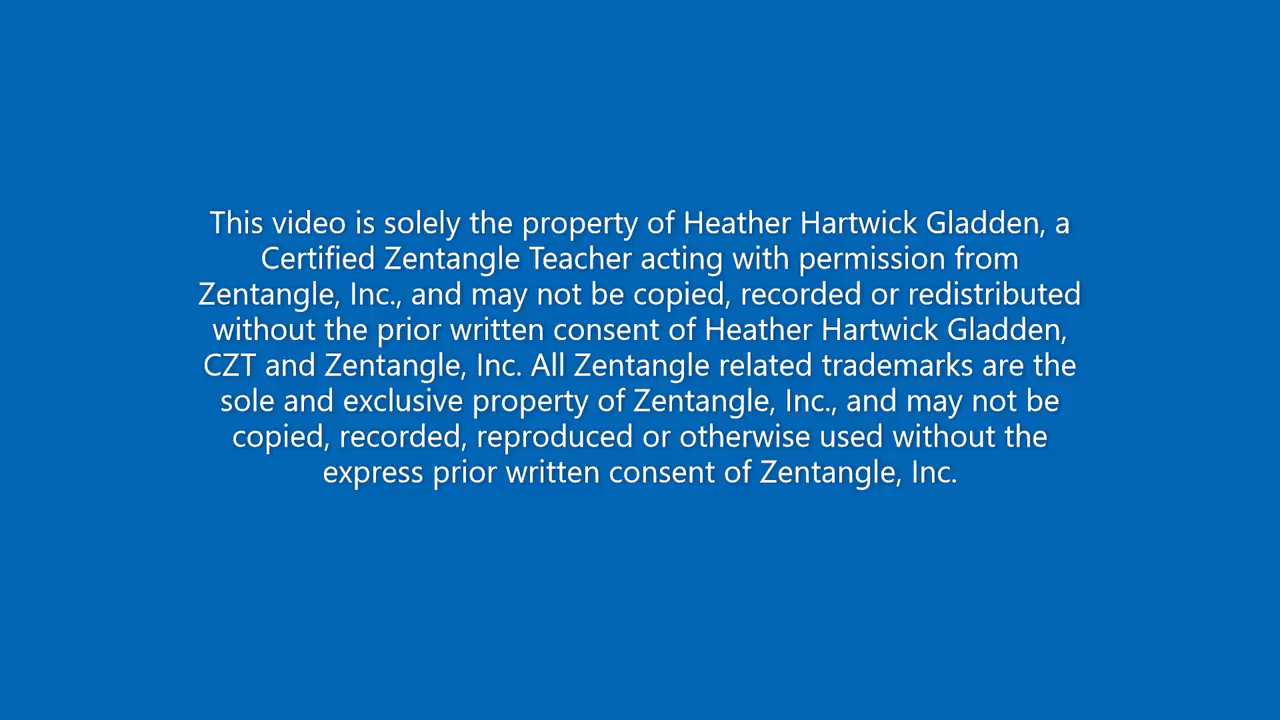 This video is solely the property of Heather Hartwick Gladden, a
Certified Zentangle Teacher acting with permission from
Zentangle, Inc., and may not be copied, recorded or redistributed
without the prior written consent of Heather Hartwick Gladden,
CZT and Zentangle, Inc. All Zentangle related trademarks are the
sole and exclusive property of Zentangle, Inc., and may not be
copied, recorded, reproduced or otherwise used without the
express prior written consent of Zentangle, Inc.